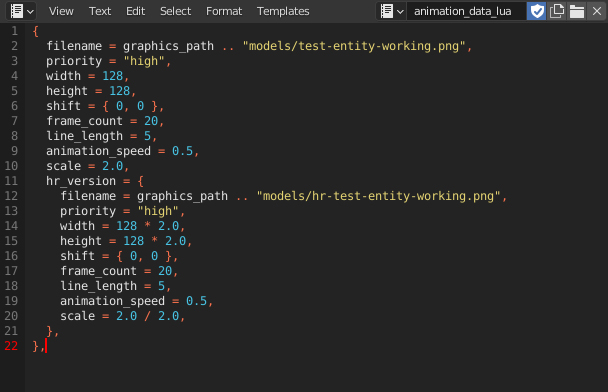 View Text Edit Select Format Templates animation_data_lua
1 {
2   filename = graphics_path .. "models/test-entity-working.png",
3   priority = "high",
4   width = 128,
5   height = 128,
6   shift = { 0, 0 },
7   frame_count = 20,
8   line_length = 5,
9   animation_speed = 0.5,
10   scale = 2.0,
11   hr_version = {
12     filename = graphics_path .. "models/hr-test-entity-working.png",
13     priority = "high",
14     width = 128 * 2.0,
15     height = 128 * 2.0,
16     shift = { 0, 0 },
17     frame_count = 20,
18     line_length = 5,
19     animation_speed = 0.5,
20     scale = 2.0 / 2.0,
21   },
22 },